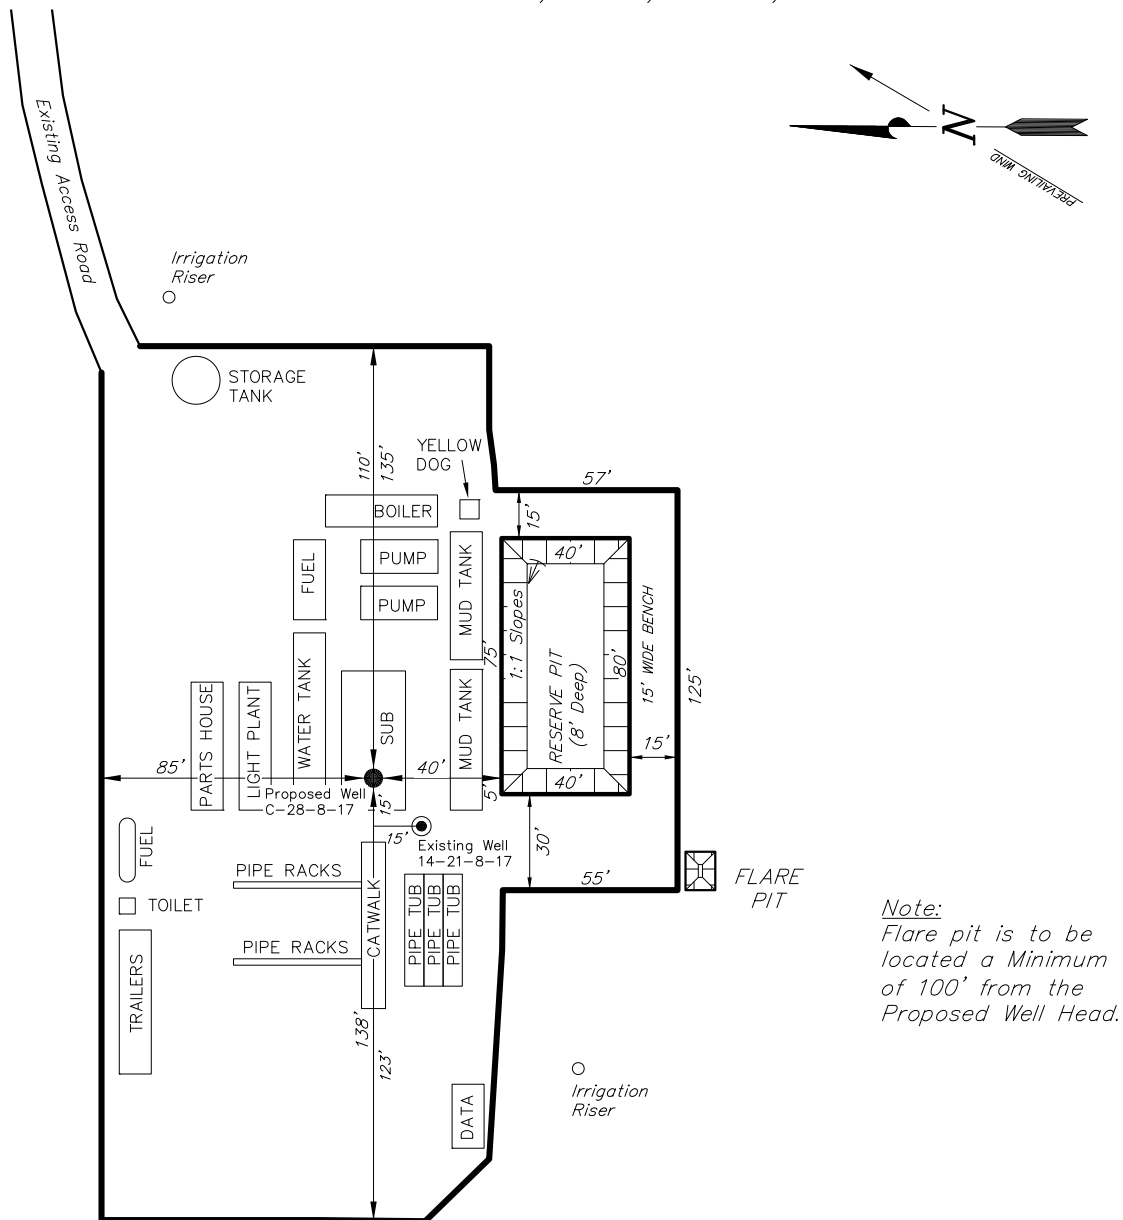 Existing Access Road
N
PREVAILING WIND
Irrigation
Riser
STORAGE
TANK
110'
135'
YELLOW
DOG
57'
15'
BOILER
40'
FUEL
PUMP
MUD TANK
PUMP
1:1 Slopes
75'
RESERVE PIT
(8' Deep)
80'
15' WIDE BENCH
125'
WATER TANK
PARTS HOUSE
LIGHT PLANT
SUB
MUD TANK
85'
40'
15'
40'
5'
Proposed Well
C-28-8-17
15'
15'
Existing Well
14-21-8-17
30'
FUEL
PIPE RACKS
55'
FLARE
PIT
TOILET
CATWALK
PIPE TUB
PIPE TUB
PIPE TUB
PIPE RACKS
TRAILERS
138'
123'
Note:
Flare pit is to be
located a Minimum
of 100' from the
Proposed Well Head.
Irrigation
Riser
DATA